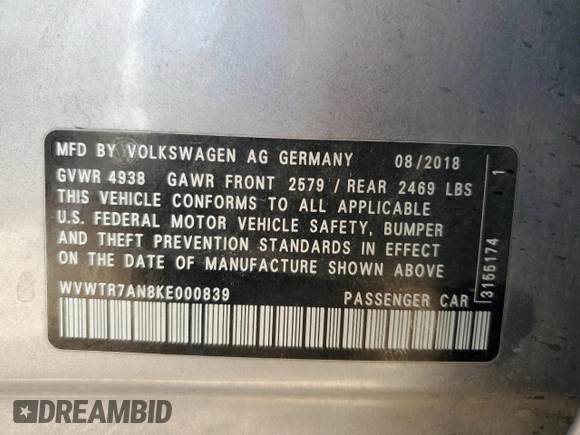 MFD BY VOLKSWAGEN AG GERMANY 08/2018
GVWR 4938 GAWR FRONT 2579 / REAR 2469 LBS
THIS VEHICLE CONFORMS TO ALL APPLICABLE
U.S. FEDERAL MOTOR VEHICLE SAFETY, BUMPER
AND THEFT PREVENTION STANDARDS IN EFFECT
ON THE DATE OF MANUFACTURE SHOWN ABOVE
WVWTR7AN8KE000839 PASSENGER CAR
3155174 1
DREAMBID